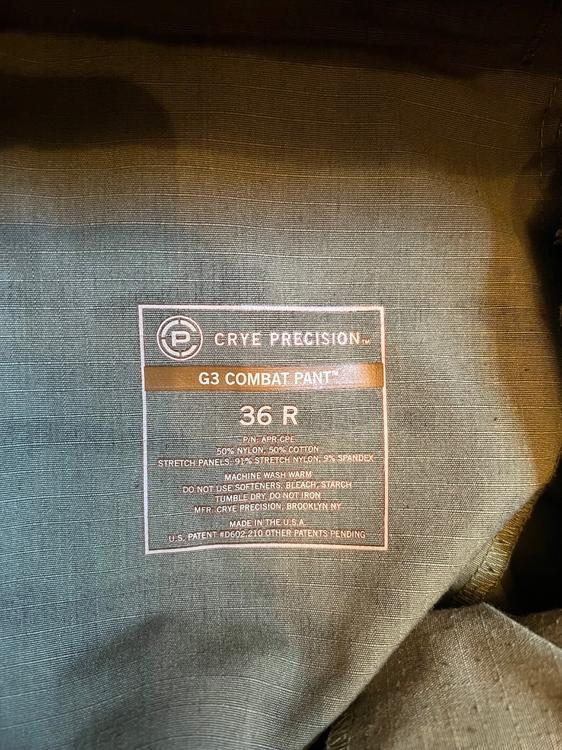 P
CRYE PRECISION™
G3 COMBAT PANT™
36 R
P/N: APR-CPE
50% NYLON, 50% COTTON
STRETCH PANELS: 91% STRETCH NYLON, 9% SPANDEX
MACHINE WASH WARM
DO NOT USE SOFTENERS, BLEACH, STARCH
TUMBLE DRY, DO NOT IRON
MFR. CRYE PRECISION, BROOKLYN NY
MADE IN THE U.S.A.
U.S. PATENT #D602,210 OTHER PATENTS PENDING